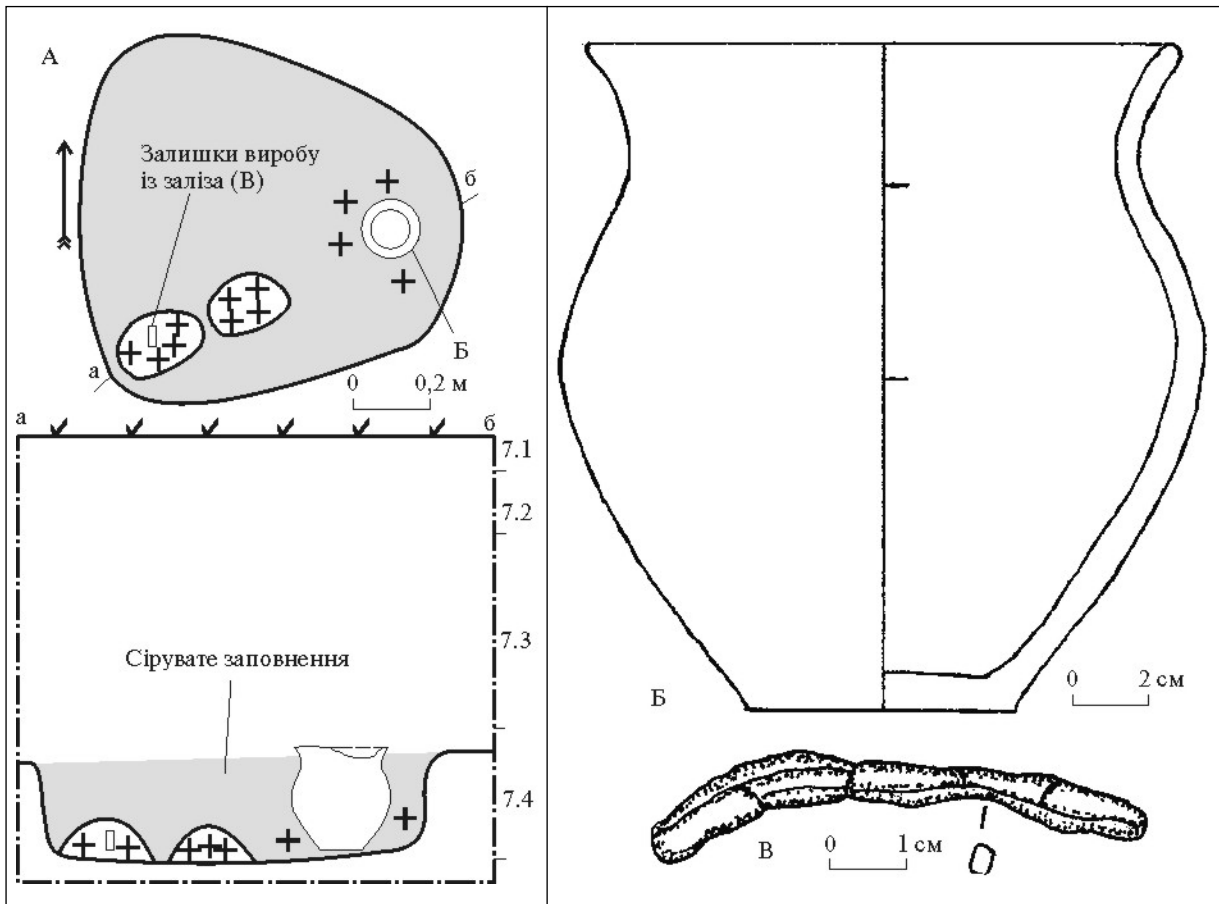 А
Залишки виробу
із заліза (В)
б
Б
а
0 0,2 м
а
б
7.1
7.2
7.3
Сірувате заповнення
7.4
Б
0 2 см
В
0 1 см